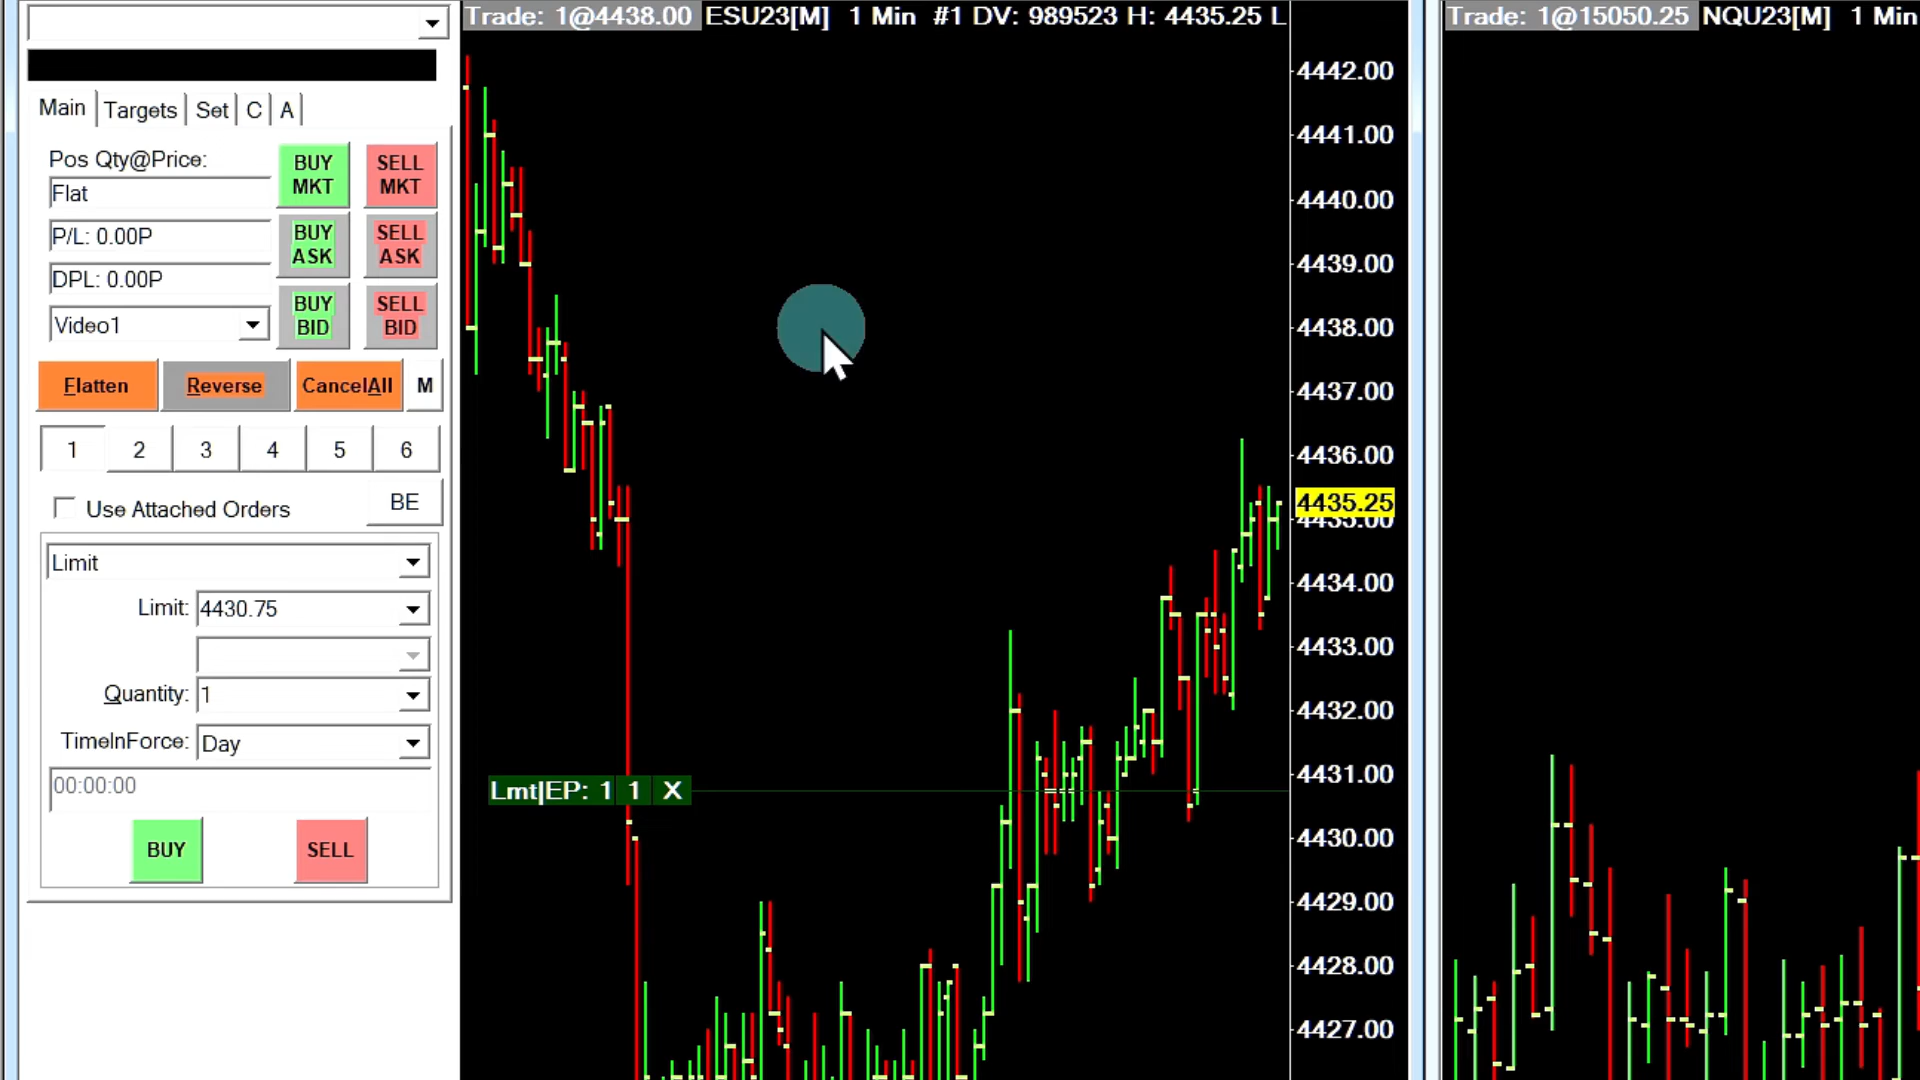 Trade: 1@4438.00 ESU23[M] 1 Min #1 DV: 989523 H: 4435.25 L
Trade: 1@15050.25 NQU23[M] 1 Min
Main Targets Set C A
Pos Qty@Price:
Flat
P/L: 0.00P
DPL: 0.00P
Video1
BUY
MKT
SELL
MKT
BUY
ASK
SELL
ASK
BUY
BID
SELL
BID
Flatten Reverse CancelAll M
1 2 3 4 5 6
Use Attached Orders BE
Limit
Limit: 4430.75
Quantity: 1
TimeInForce: Day
00:00:00
BUY SELL
Lmt|EP: 1 1 X
4442.00
4441.00
4440.00
4439.00
4438.00
4437.00
4436.00
4435.25
4435.00
4434.00
4433.00
4432.00
4431.00
4430.00
4429.00
4428.00
4427.00